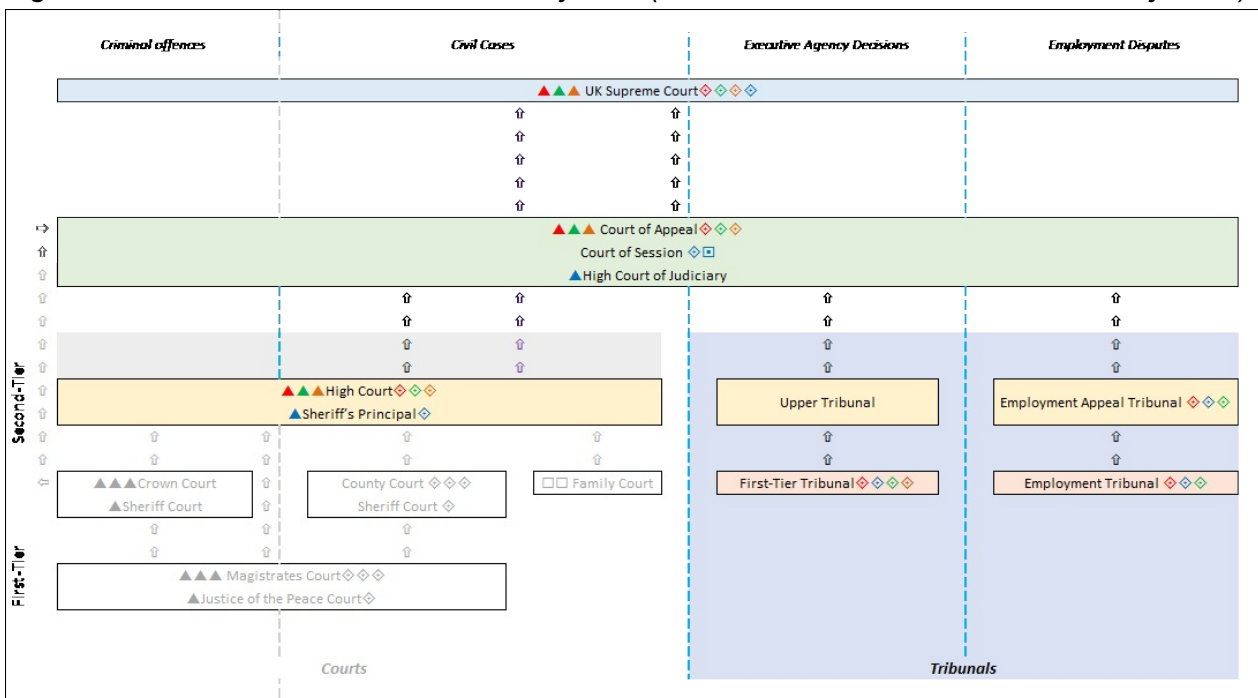 Criminal offences
Civil Cases
Executive Agency Decisions
Employment Disputes
UK Supreme Court
Court of Appeal
Court of Session
High Court of Judiciary
High Court
Sheriff's Principal
Upper Tribunal
Employment Appeal Tribunal
Second-Tier
Crown Court
Sheriff Court
County Court
Sheriff Court
Family Court
First-Tier Tribunal
Employment Tribunal
First-Tier
Magistrates Court
Justice of the Peace Court
Courts
Tribunals